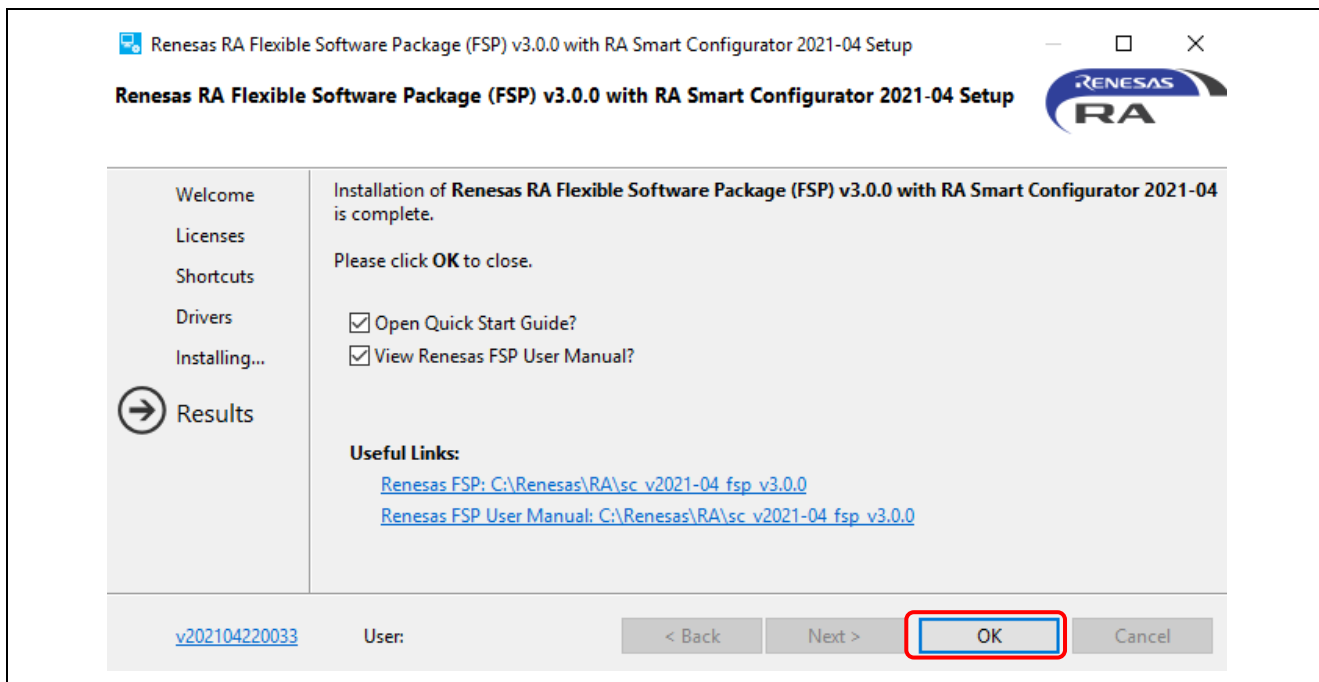 Renesas RA Flexible Software Package (FSP) v3.0.0 with RA Smart Configurator 2021-04 Setup
Renesas RA Flexible Software Package (FSP) v3.0.0 with RA Smart Configurator 2021-04 Setup
RENESAS
RA
Welcome
Licenses
Shortcuts
Drivers
Installing...
Results
Installation of Renesas RA Flexible Software Package (FSP) v3.0.0 with RA Smart Configurator 2021-04
is complete.
Please click OK to close.
Open Quick Start Guide?
View Renesas FSP User Manual?
Useful Links:
Renesas FSP: C:\Renesas\RA\sc_v2021-04_fsp_v3.0.0
Renesas FSP User Manual: C:\Renesas\RA\sc_v2021-04_fsp_v3.0.0
v202104220033
User:
< Back
Next >
OK
Cancel